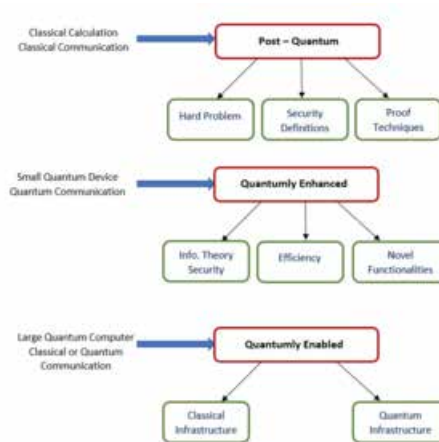 Classical Calculation
Classical Communication
Post – Quantum
Hard Problem
Security
Definitions
Proof
Techniques
Small Quantum Device
Quantum Communication
Quantumly Enhanced
Info. Theory
Security
Efficiency
Novel
Functionalities
Large Quantum Computer
Classical or Quantum
Communication
Quantumly Enabled
Classical
Infrastructure
Quantum
Infrastructure